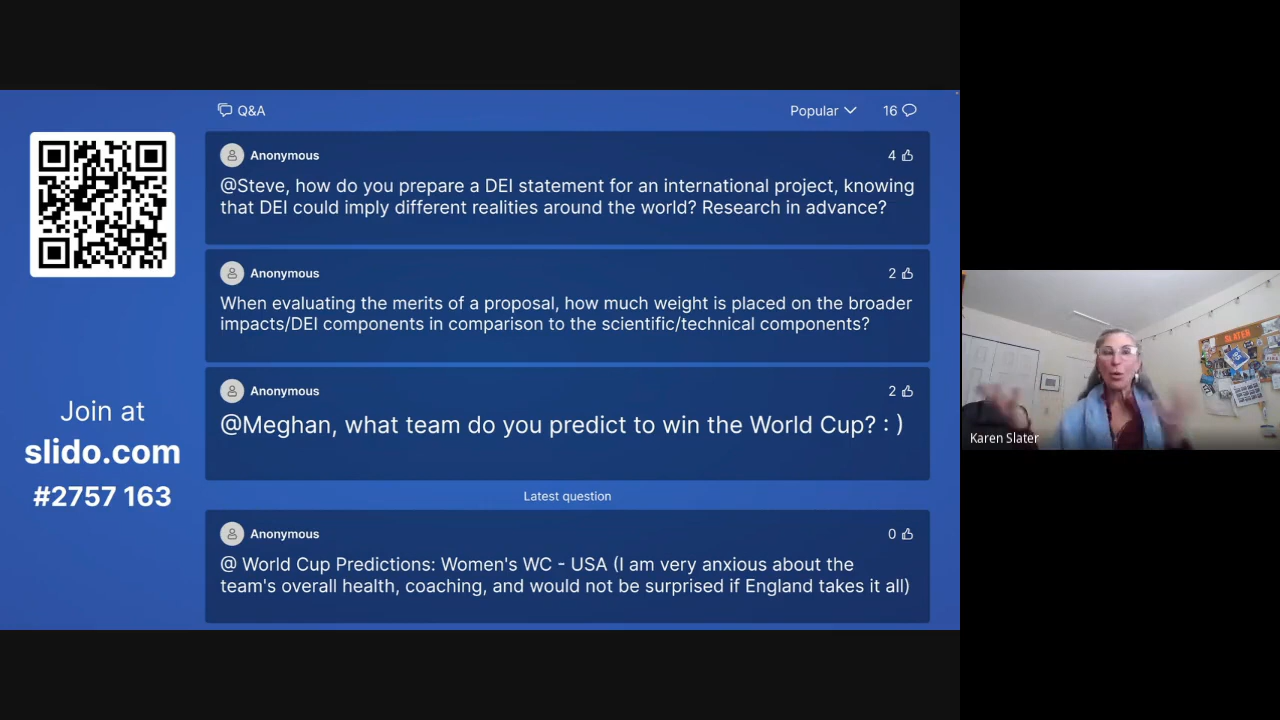 Q&A
Popular
16
Anonymous
4
@Steve, how do you prepare a DEI statement for an international project, knowing
that DEI could imply different realities around the world? Research in advance?
Anonymous
2
When evaluating the merits of a proposal, how much weight is placed on the broader
impacts/DEI components in comparison to the scientific/technical components?
Anonymous
2
@Meghan, what team do you predict to win the World Cup? : )
Latest question
Anonymous
0
@ World Cup Predictions: Women's WC - USA (I am very anxious about the
team's overall health, coaching, and would not be surprised if England takes it all)
Join at
slido.com
#2757 163
SLATER
Karen Slater